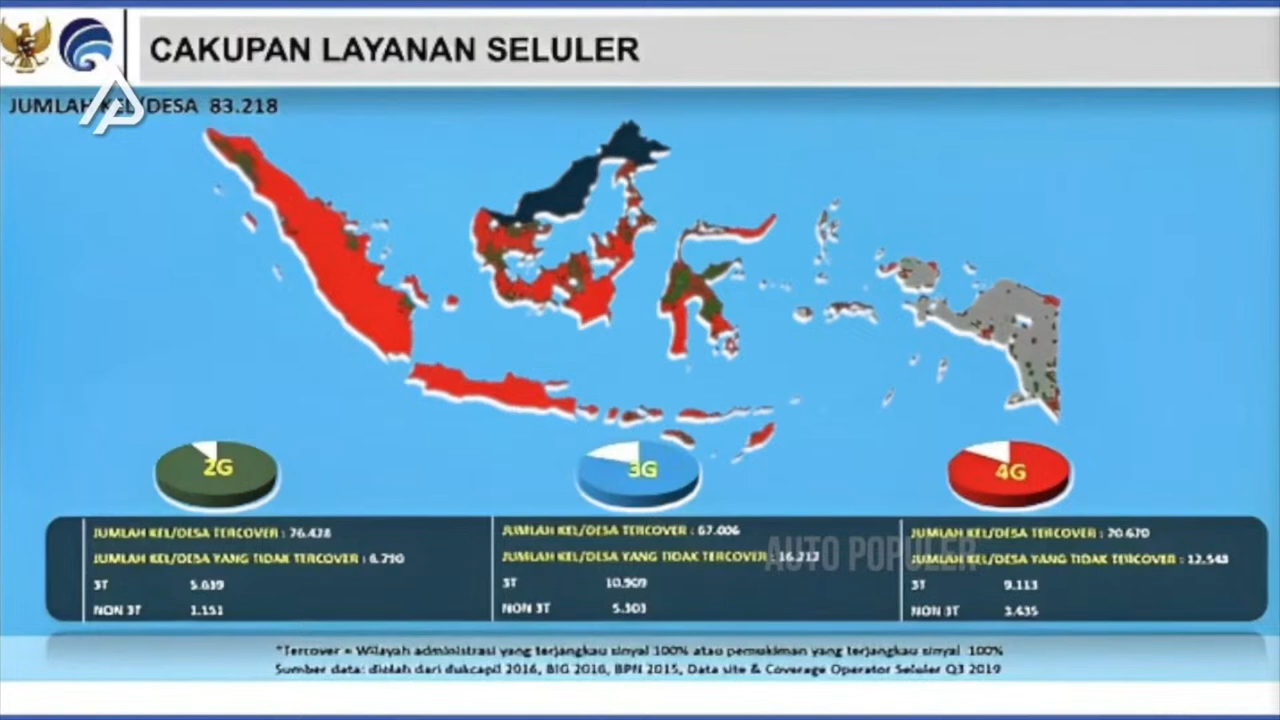 CAKUPAN LAYANAN SELULER
JUMLAH KEL/DESA 83.218
2G
3G
4G
JUMLAH KEL/DESA TERCOVER : 76.428
JUMLAH KEL/DESA YANG TIDAK TERCOVER : 6.790
3T 5.639
NON 3T 1.151
JUMLAH KEL/DESA TERCOVER : 67.006
JUMLAH KEL/DESA YANG TIDAK TERCOVER : 16.212
3T 10.909
NON 3T 5.303
JUMLAH KEL/DESA TERCOVER : 70.670
JUMLAH KEL/DESA YANG TIDAK TERCOVER : 12.548
3T 9.113
NON 3T 3.435
AUTO POPULER
*Tercover = Wilayah administrasi yang terjangkau sinyal 100% atau pemukiman yang terjangkau sinyal 100%
Sumber data: diolah dari dukcapil 2016, BIG 2016, BPN 2015, Data site & Coverage Operator Seluler Q3 2019